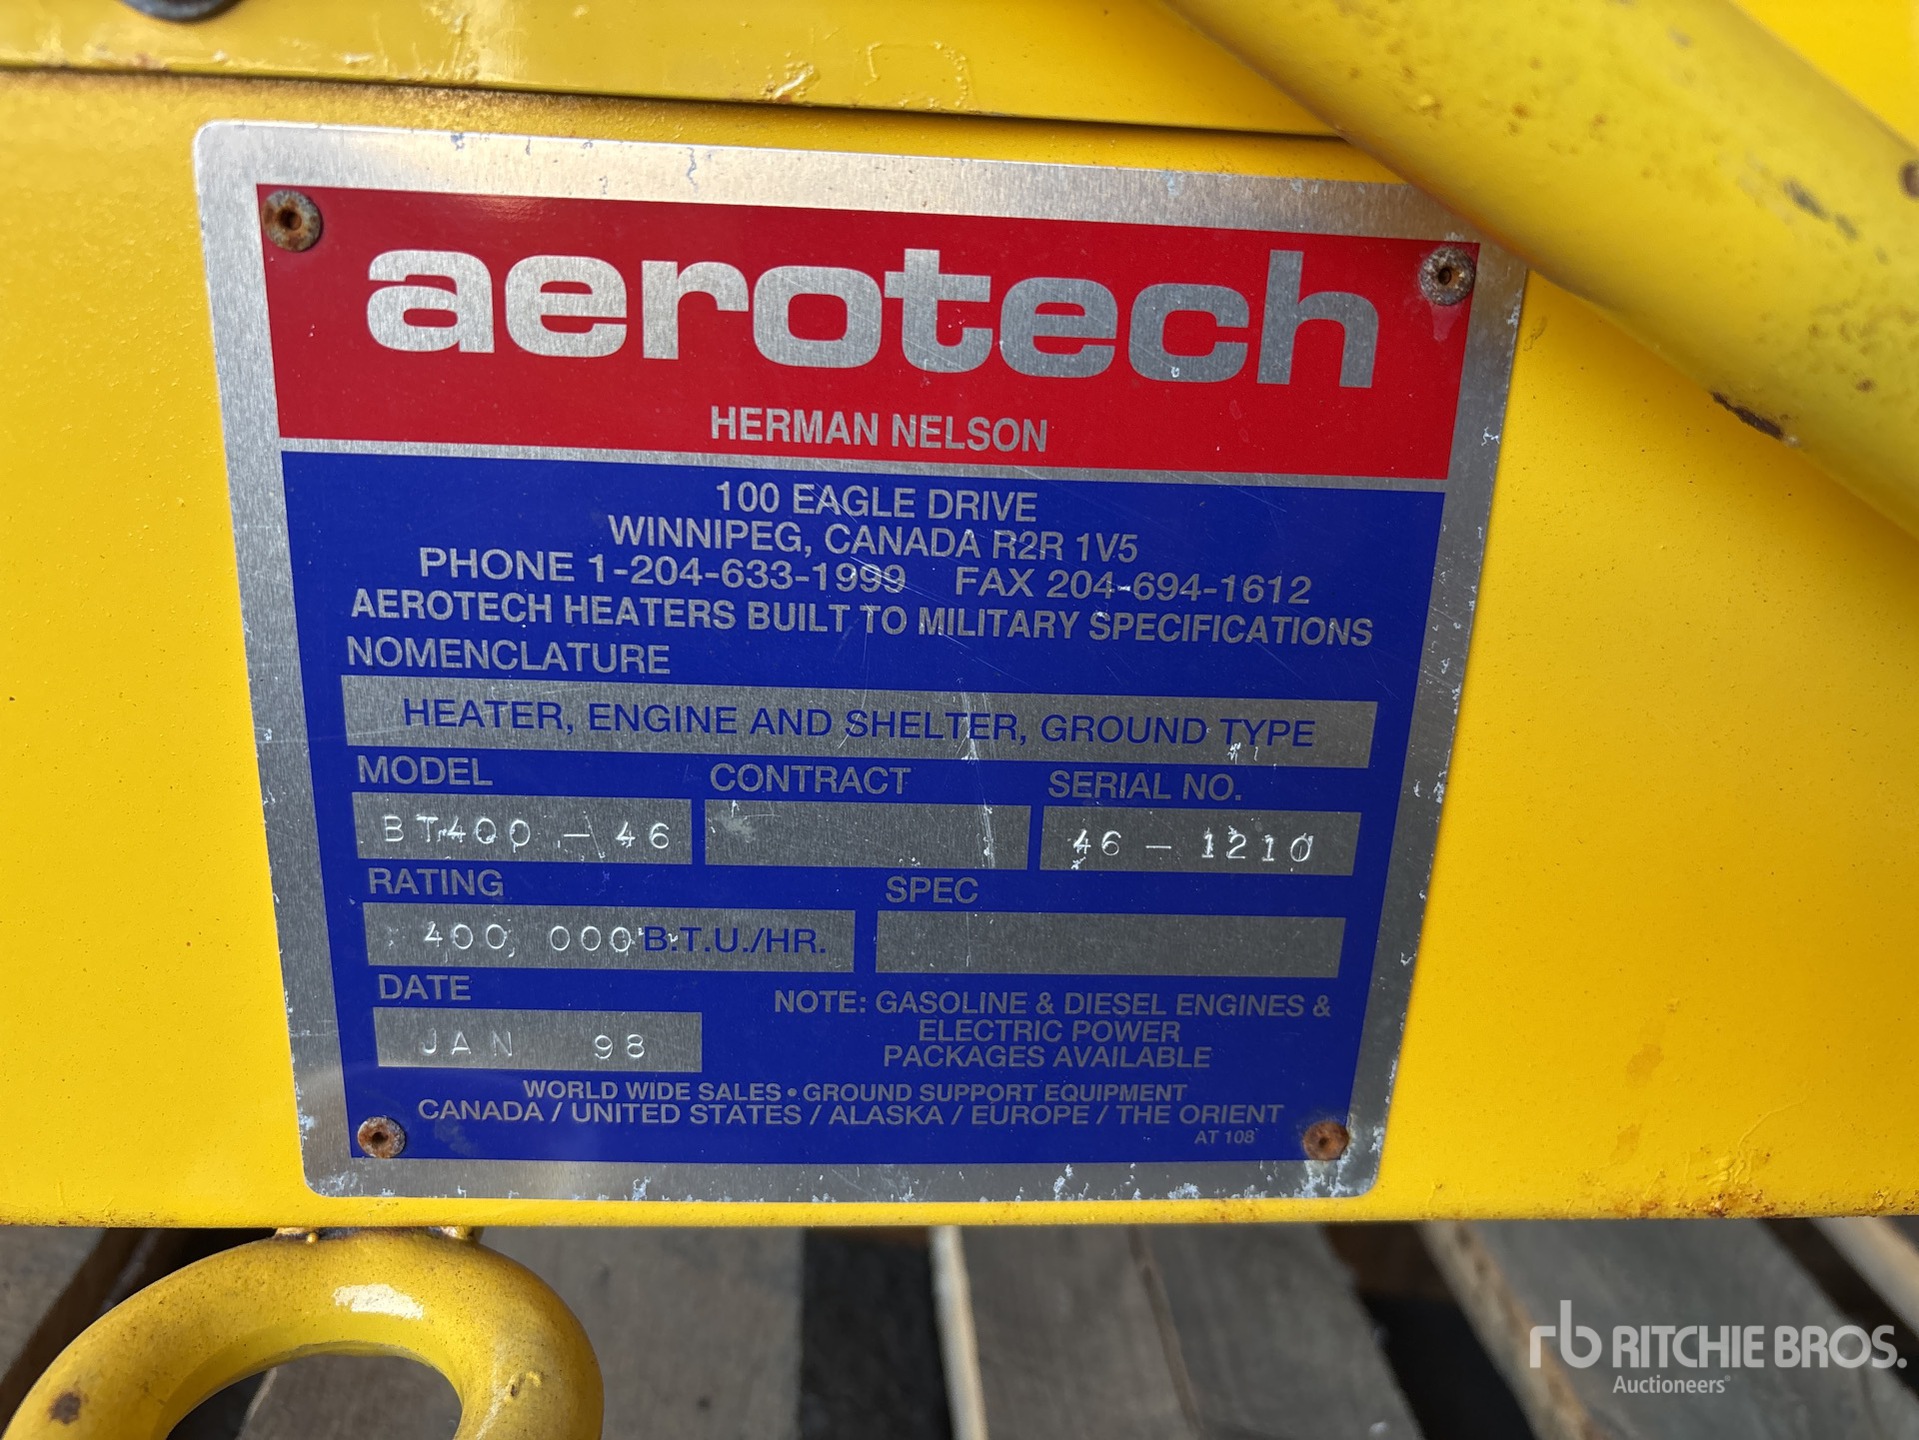 aerotech
HERMAN NELSON
100 EAGLE DRIVE
WINNIPEG, CANADA R2R 1V5
PHONE 1-204-633-1999 FAX 204-694-1612
AEROTECH HEATERS BUILT TO MILITARY SPECIFICATIONS
NOMENCLATURE
HEATER, ENGINE AND SHELTER, GROUND TYPE
MODEL CONTRACT SERIAL NO.
BT400-46 46-1210
RATING SPEC
400,000 B.T.U./HR.
DATE
JAN 98
NOTE: GASOLINE & DIESEL ENGINES &
ELECTRIC POWER
PACKAGES AVAILABLE
WORLD WIDE SALES • GROUND SUPPORT EQUIPMENT
CANADA / UNITED STATES / ALASKA / EUROPE / THE ORIENT
AT 108
rb RITCHIE BROS.
Auctioneers